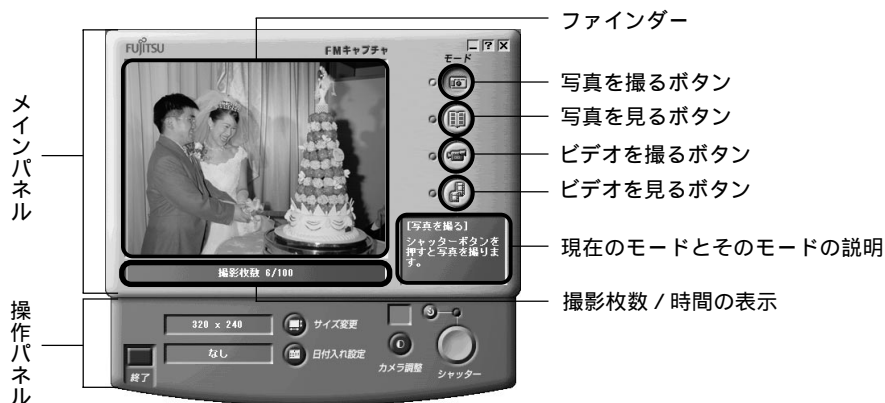 ファインダー
FUJITSU
FMキャプチャ
モード
写真を撮るボタン
写真を見るボタン
ビデオを撮るボタン
ビデオを見るボタン
メインパネル
[写真を撮る]
シャッターボタンを
押すと写真を撮りま
す。
現在のモードとそのモードの説明
撮影枚数 6/100
撮影枚数 / 時間の表示
操作パネル
320 x 240
サイズ変更
なし
日付入れ設定
カメラ調整
シャッター
終了